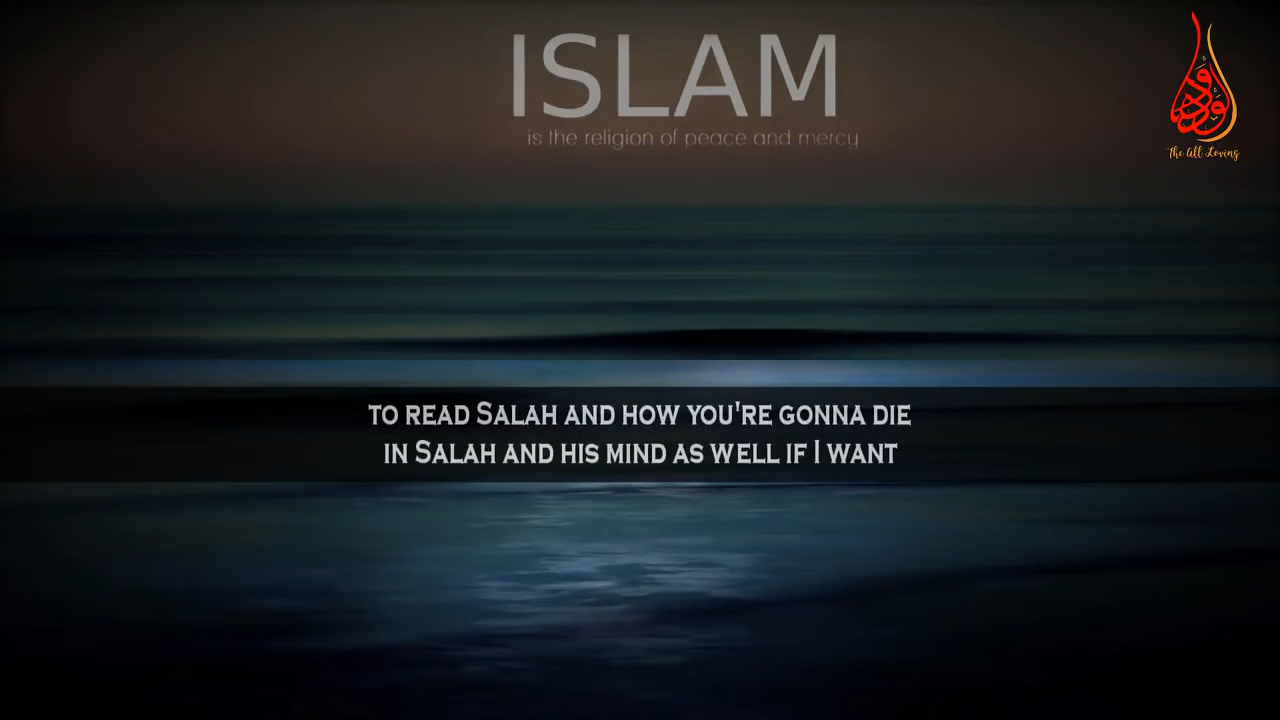 ISLAM
is the religion of peace and mercy
الودود
The All Loving
TO READ SALAH AND HOW YOU'RE GONNA DIE
IN SALAH AND HIS MIND AS WELL IF I WANT